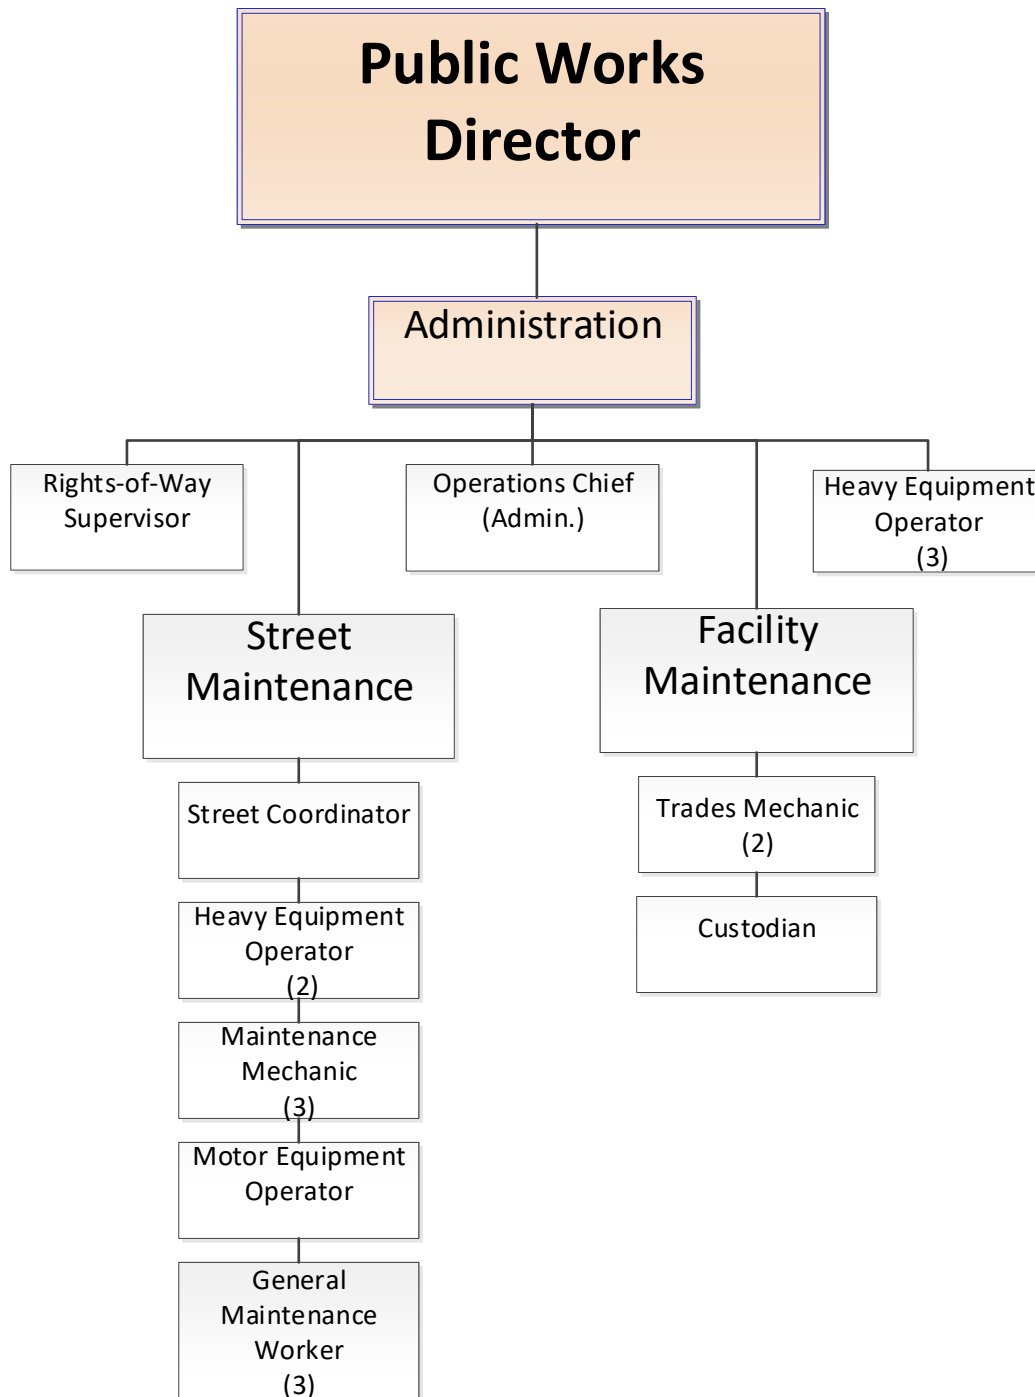 Public Works
Director
Administration
Rights-of-Way
Supervisor
Operations Chief
(Admin.)
Heavy Equipment
Operator
(3)
Street
Maintenance
Facility
Maintenance
Street Coordinator
Trades Mechanic
(2)
Heavy Equipment
Operator
(2)
Custodian
Maintenance
Mechanic
(3)
Motor Equipment
Operator
General
Maintenance
Worker
(3)